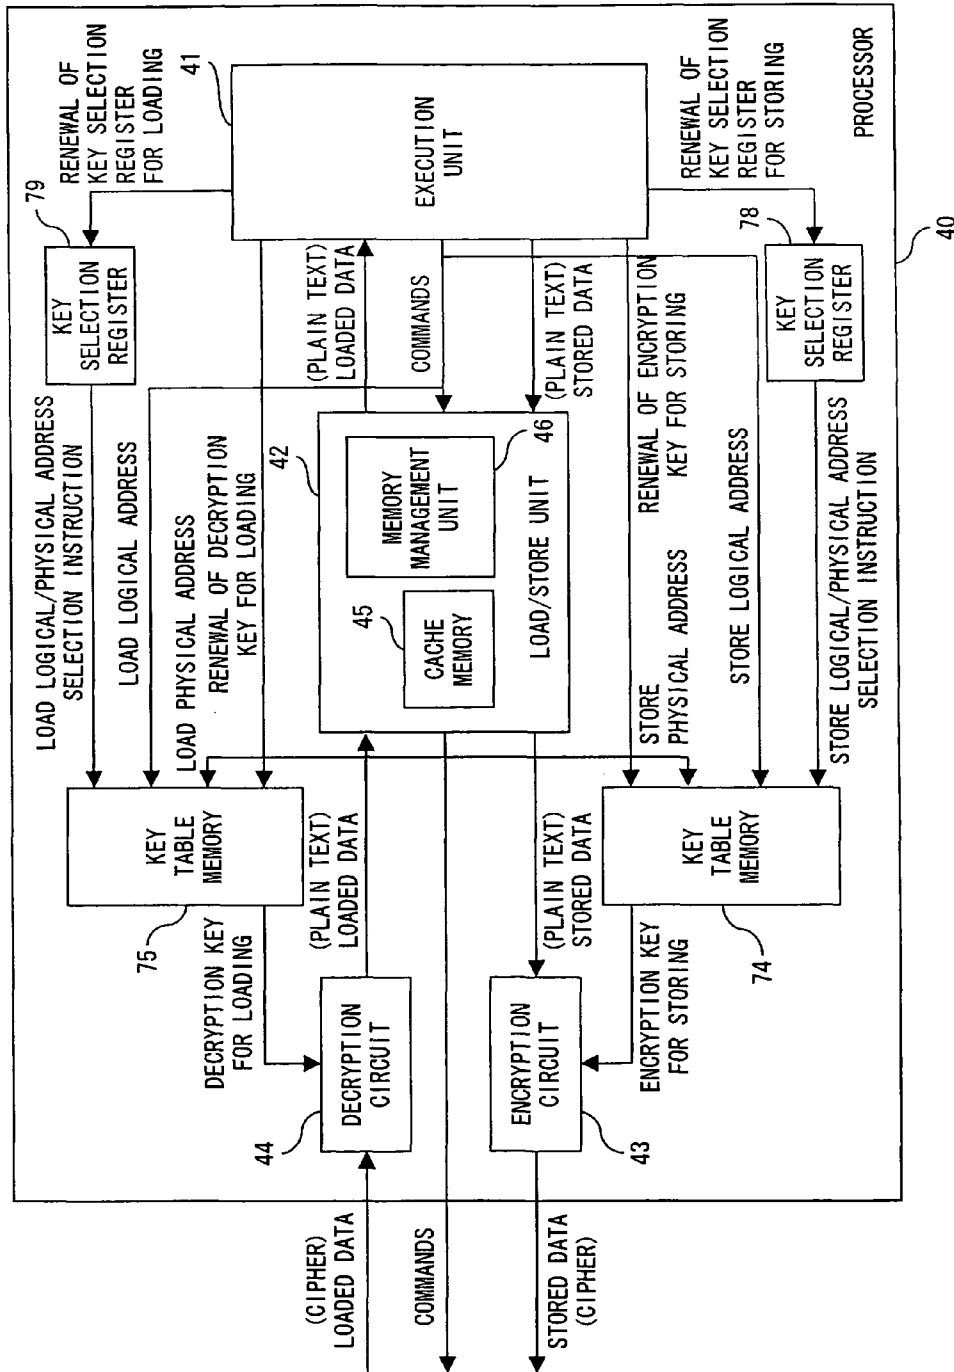 RENEWAL OF
KEY SELECTION
REGISTER
FOR LOADING
41
79
KEY
SELECTION
REGISTER
EXECUTION
UNIT
RENEWAL OF
KEY SELECTION
REGISTER
FOR STORING
PROCESSOR
78
KEY
SELECTION
REGISTER
40
(PLAIN TEXT)
LOADED DATA
COMMANDS
(PLAIN TEXT)
STORED DATA
RENEWAL OF ENCRYPTION
KEY FOR STORING
LOAD LOGICAL/PHYSICAL ADDRESS
SELECTION INSTRUCTION
LOAD LOGICAL ADDRESS
LOAD PHYSICAL ADDRESS
RENEWAL OF DECRYPTION
KEY FOR LOADING
42
MEMORY
MANAGEMENT
UNIT
46
45
CACHE
MEMORY
LOAD/STORE UNIT
STORE
PHYSICAL ADDRESS
STORE LOGICAL ADDRESS
STORE LOGICAL/PHYSICAL ADDRESS
SELECTION INSTRUCTION
KEY
TABLE
MEMORY
75
(PLAIN TEXT)
LOADED DATA
(PLAIN TEXT)
STORED DATA
KEY
TABLE
MEMORY
74
DECRYPTION KEY
FOR LOADING
ENCRYPTION KEY
FOR STORING
DECRYPTION
CIRCUIT
44
ENCRYPTION
CIRCUIT
43
(CIPHER)
LOADED DATA
COMMANDS
STORED DATA
(CIPHER)